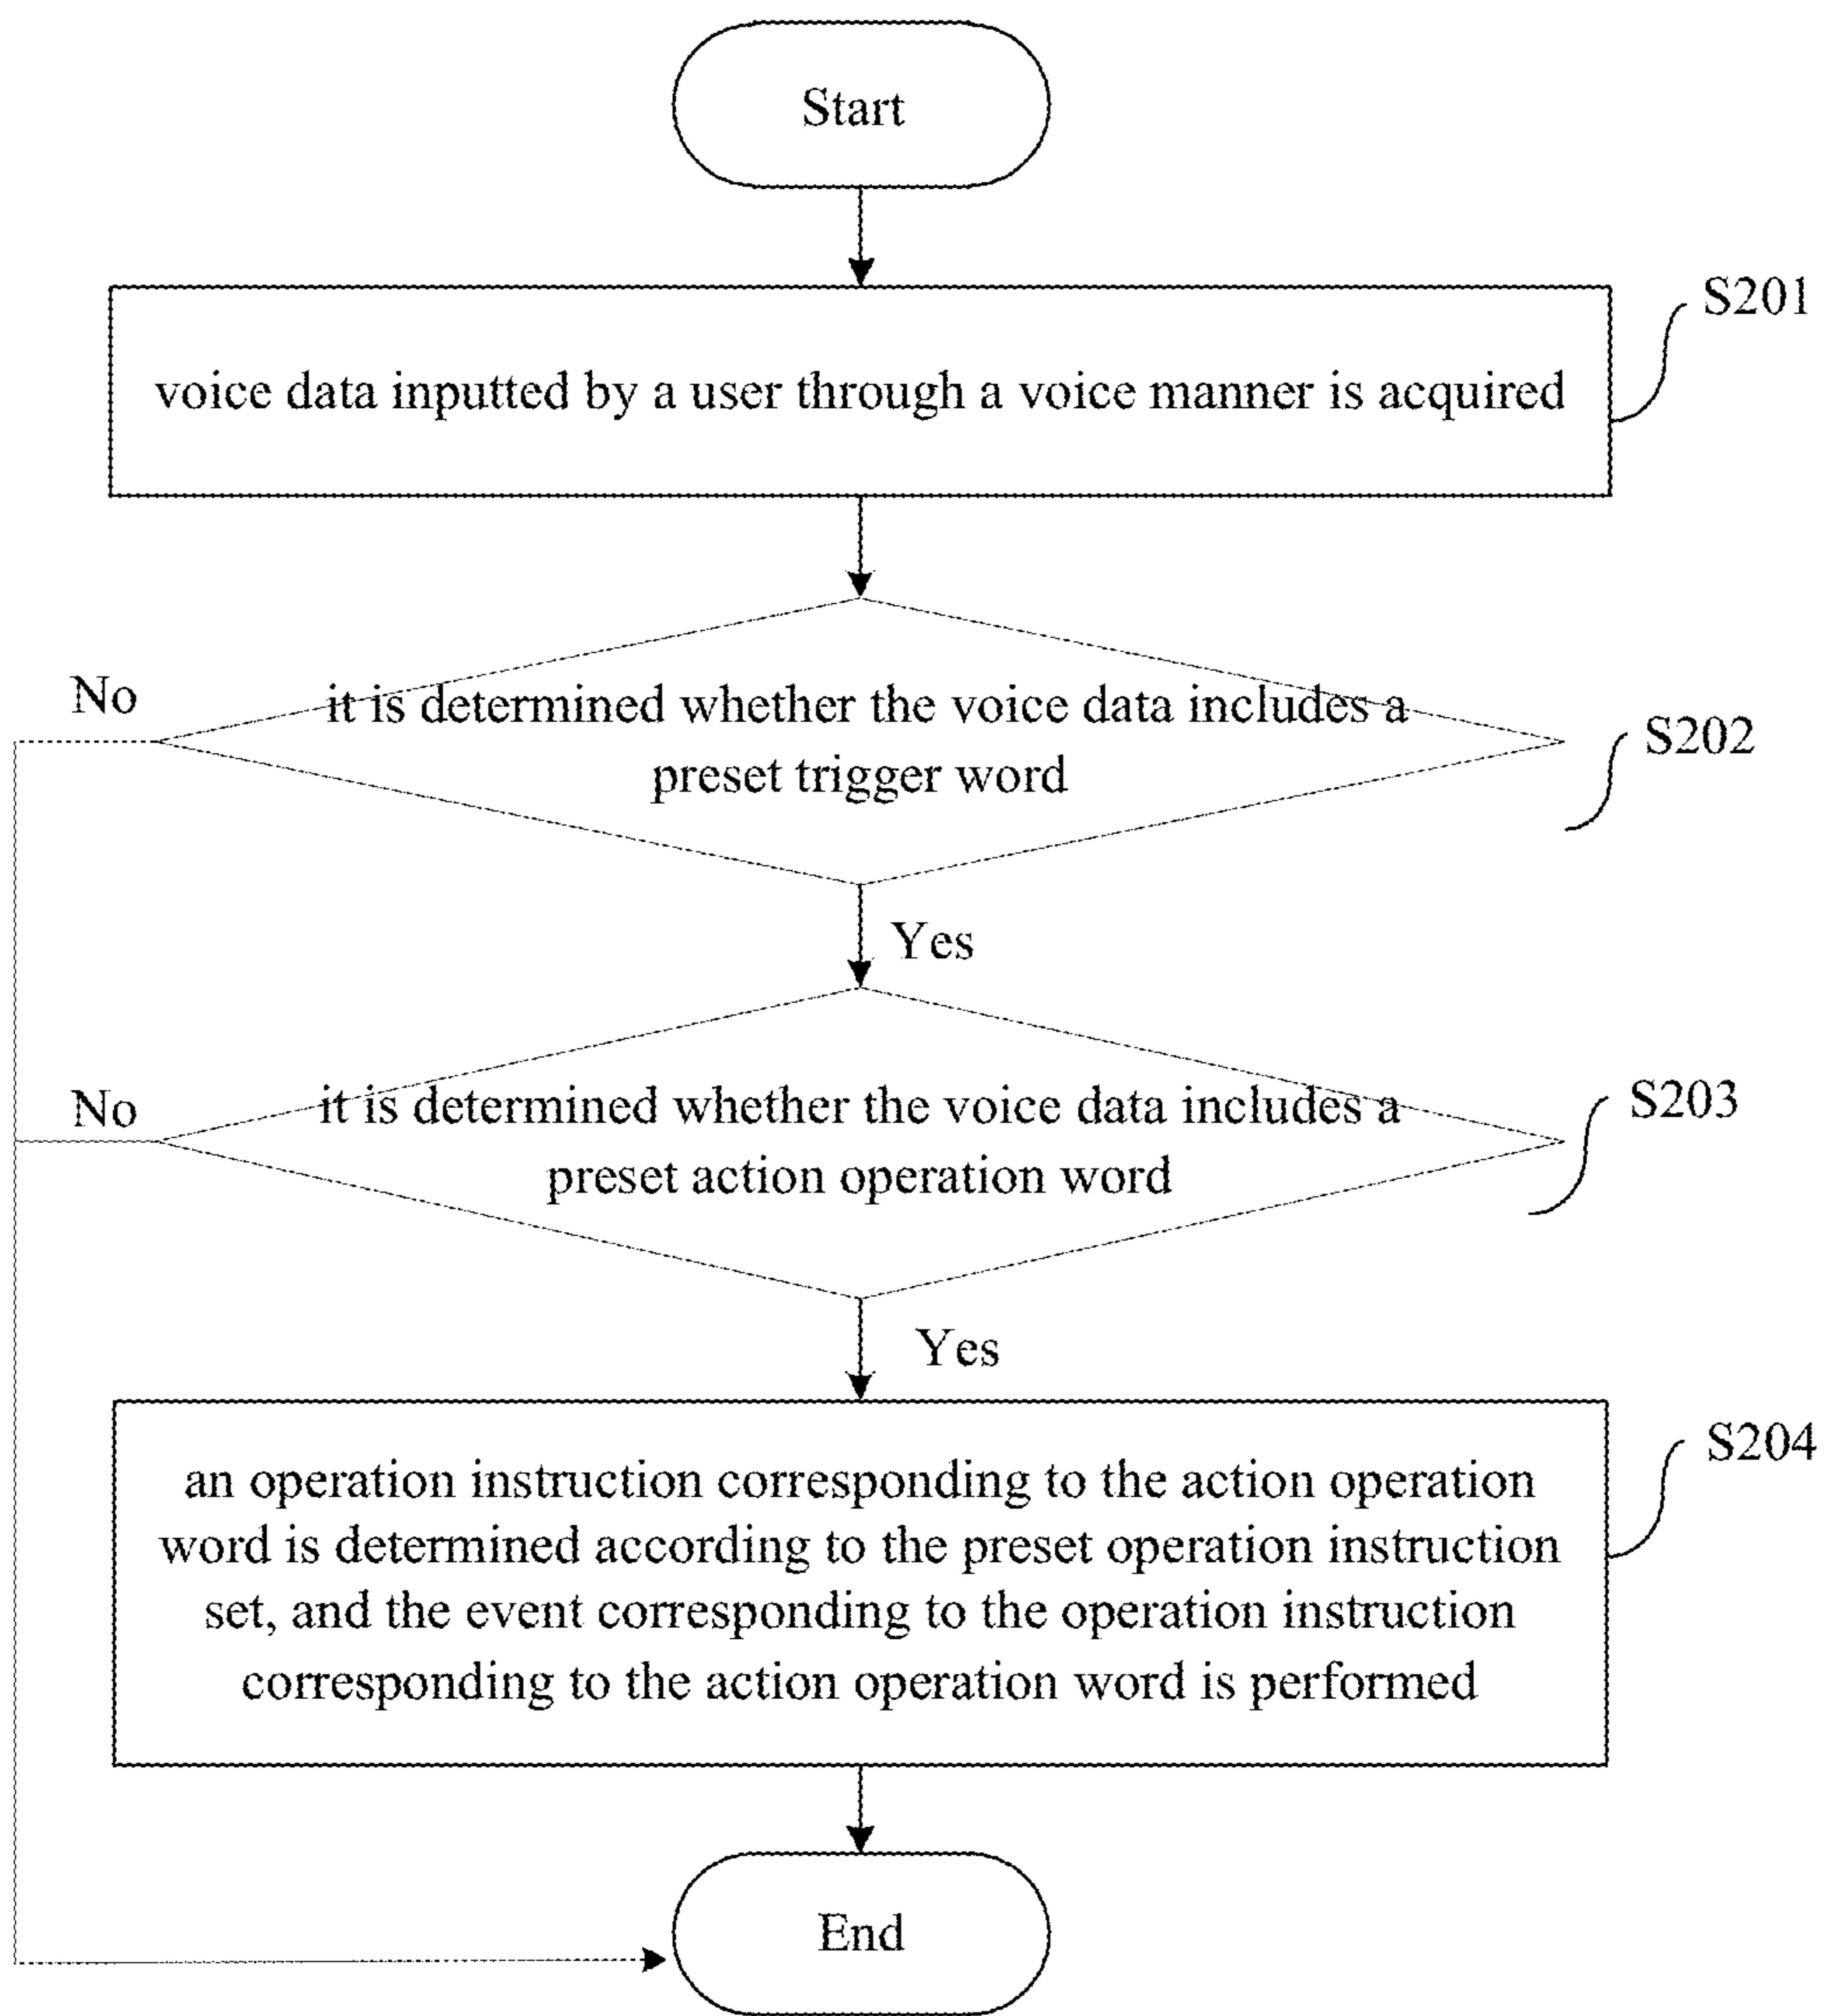 Start
S201
voice data inputted by a user through a voice manner is acquired
No
it is determined whether the voice data includes a
preset trigger word
S202
Yes
No
it is determined whether the voice data includes a
preset action operation word
S203
Yes
S204
an operation instruction corresponding to the action operation
word is determined according to the preset operation instruction
set, and the event corresponding to the operation instruction
corresponding to the action operation word is performed
End